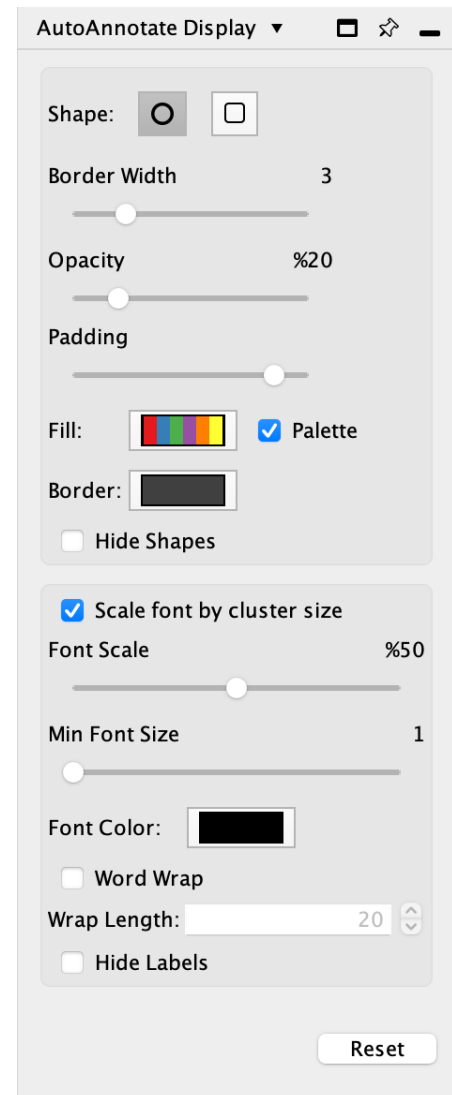 AutoAnnotate Display ▼
Shape:
Border Width 3
Opacity %20
Padding
Fill: Palette
Border:
Hide Shapes
Scale font by cluster size
Font Scale %50
Min Font Size 1
Font Color:
Word Wrap
Wrap Length: 20
Hide Labels
Reset